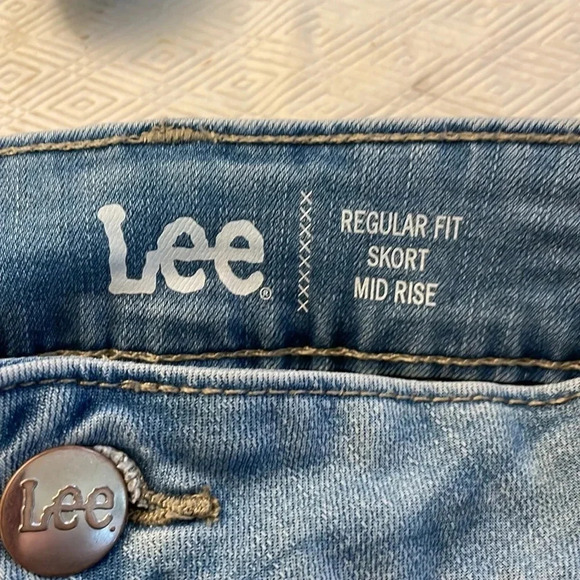 Lee®
REGULAR FIT
SKORT
MID RISE
Lee